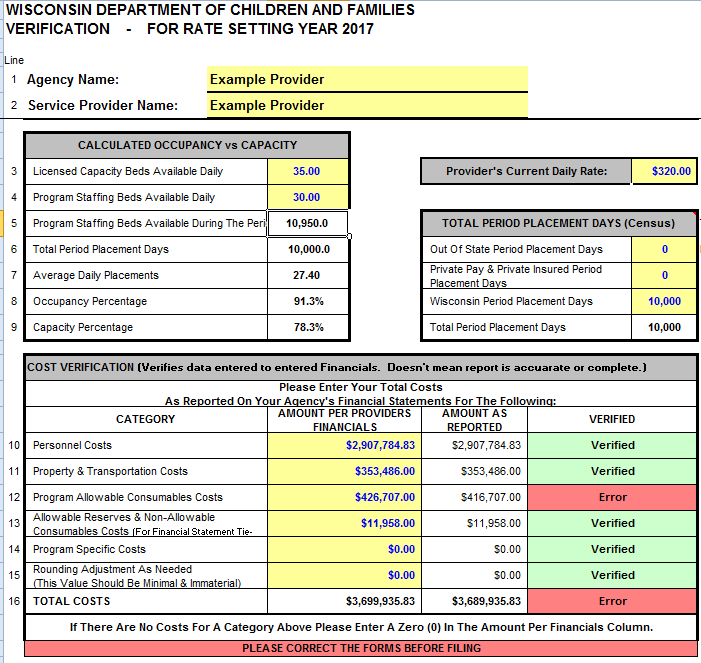 WISCONSIN DEPARTMENT OF CHILDREN AND FAMILIES
VERIFICATION - FOR RATE SETTING YEAR 2017
Line
1 Agency Name: Example Provider
2 Service Provider Name: Example Provider
CALCULATED OCCUPANCY vs CAPACITY
3 Licensed Capacity Beds Available Daily 35.00
Provider's Current Daily Rate: $320.00
4 Program Staffing Beds Available Daily 30.00
5 Program Staffing Beds Available During The Peri 10,950.0
TOTAL PERIOD PLACEMENT DAYS (Census)
6 Total Period Placement Days 10,000.0
Out Of State Period Placement Days 0
7 Average Daily Placements 27.40
Private Pay & Private Insured Period
Placement Days 0
8 Occupancy Percentage 91.3%
Wisconsin Period Placement Days 10,000
9 Capacity Percentage 78.3%
Total Period Placement Days 10,000
COST VERIFICATION (Verifies data entered to entered Financials. Doesn't mean report is accuarate or complete.)
Please Enter Your Total Costs
As Reported On Your Agency's Financial Statements For The Following:
CATEGORY
AMOUNT PER PROVIDERS
FINANCIALS
AMOUNT AS
REPORTED
VERIFIED
10 Personnel Costs $2,907,784.83 $2,907,784.83 Verified
11 Property & Transportation Costs $353,486.00 $353,486.00 Verified
12 Program Allowable Consumables Costs $426,707.00 $416,707.00 Error
13 Allowable Reserves & Non-Allowable
Consumables Costs (For Financial Statement Tie- $11,958.00 $11,958.00 Verified
14 Program Specific Costs $0.00 $0.00 Verified
15 Rounding Adjustment As Needed
(This Value Should Be Minimal & Immaterial) $0.00 $0.00 Verified
16 TOTAL COSTS $3,699,935.83 $3,689,935.83 Error
If There Are No Costs For A Category Above Please Enter A Zero (0) In The Amount Per Financials Column.
PLEASE CORRECT THE FORMS BEFORE FILING